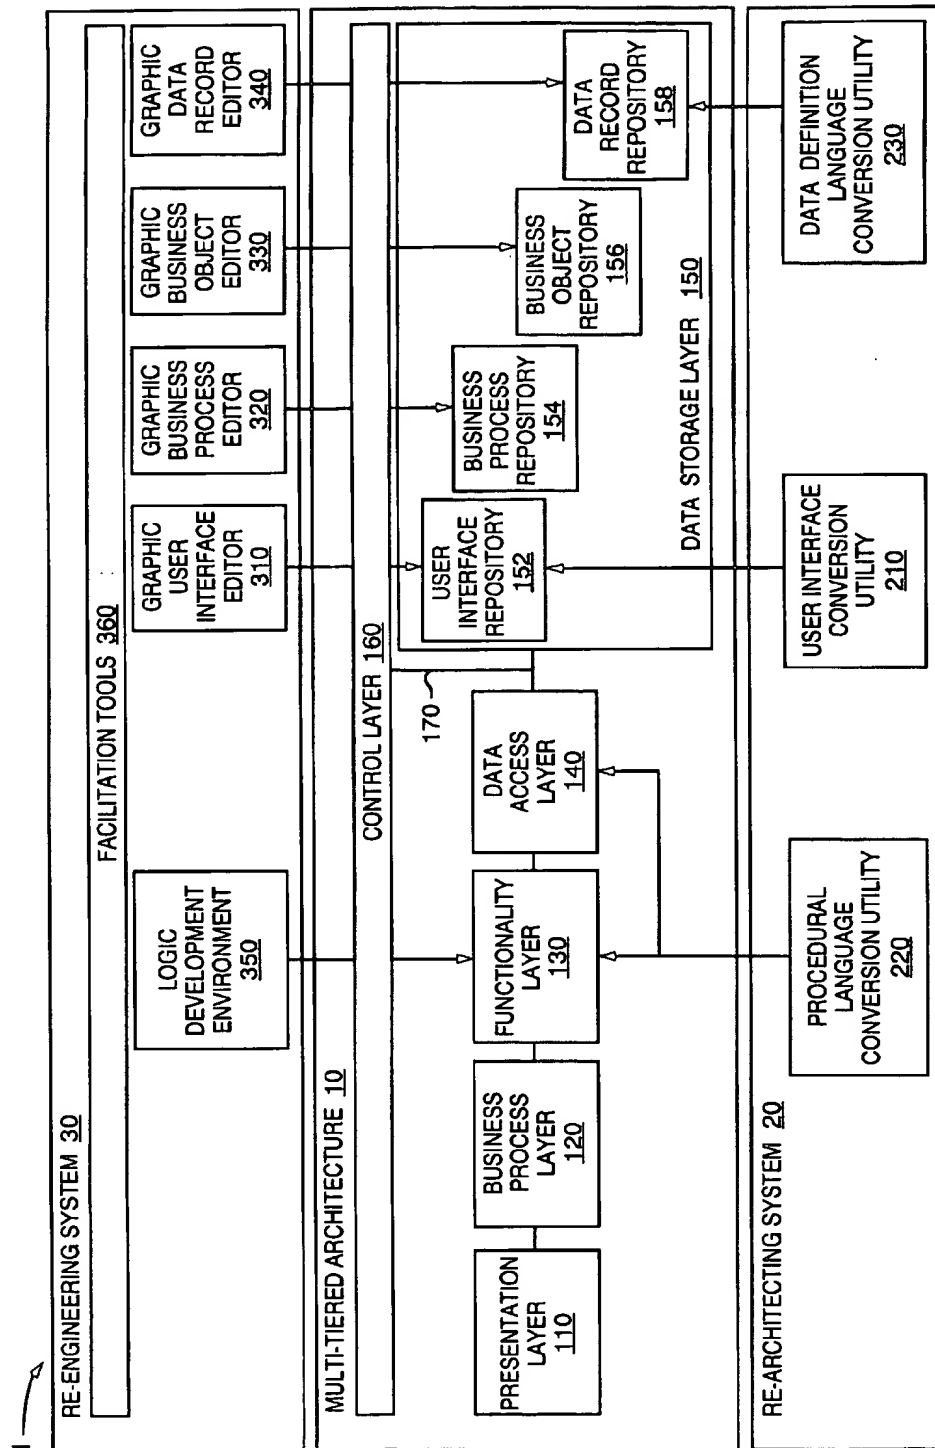 1
RE-ENGINEERING SYSTEM 30
FACILITATION TOOLS 360
LOGIC
DEVELOPMENT
ENVIRONMENT
350
GRAPHIC
USER
INTERFACE
EDITOR
310
GRAPHIC
BUSINESS
PROCESS
EDITOR
320
GRAPHIC
BUSINESS
OBJECT
EDITOR
330
GRAPHIC
DATA
RECORD
EDITOR
340
MULTI-TIERED ARCHITECTURE 10
CONTROL LAYER 160
170
PRESENTATION
LAYER
110
BUSINESS
PROCESS
LAYER
120
FUNCTIONALITY
LAYER
130
DATA
ACCESS
LAYER
140
USER
INTERFACE
REPOSITORY
152
BUSINESS
PROCESS
REPOSITORY
154
BUSINESS
OBJECT
REPOSITORY
156
DATA
RECORD
REPOSITORY
158
DATA STORAGE LAYER 150
RE-ARCHITECTING SYSTEM 20
PROCEDURAL
LANGUAGE
CONVERSION UTILITY
220
USER INTERFACE
CONVERSION
UTILITY
210
DATA DEFINITION
LANGUAGE
CONVERSION UTILITY
230